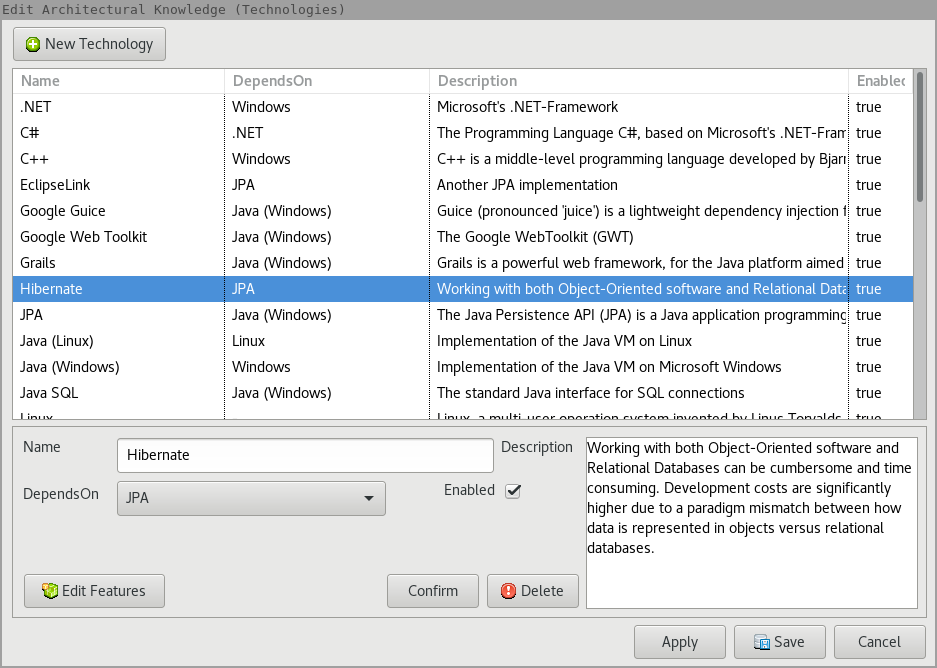 Edit Architectural Knowledge (Technologies)
New Technology
Name DependsOn Description Enabled
.NET Windows Microsoft's .NET-Framework true
C# .NET The Programming Language C#, based on Microsoft's .NET-Fram true
C++ Windows C++ is a middle-level programming language developed by Bjarn true
EclipseLink JPA Another JPA implementation true
Google Guice Java (Windows) Guice (pronounced 'juice') is a lightweight dependency injection f true
Google Web Toolkit Java (Windows) The Google WebToolkit (GWT) true
Grails Java (Windows) Grails is a powerful web framework, for the Java platform aimed true
Hibernate JPA Working with both Object-Oriented software and Relational Data true
JPA Java (Windows) The Java Persistence API (JPA) is a Java application programming true
Java (Linux) Linux Implementation of the Java VM on Linux true
Java (Windows) Windows Implementation of the Java VM on Microsoft Windows true
Java SQL Java (Windows) The standard Java interface for SQL connections true
Linux Linux, a multi-user operation system invented by Linus Torvalds true
Name Hibernate Description
DependsOn JPA Enabled
Working with both Object-Oriented software and
Relational Databases can be cumbersome and time
consuming. Development costs are significantly
higher due to a paradigm mismatch between how
data is represented in objects versus relational
databases.
Edit Features Confirm Delete
Apply Save Cancel